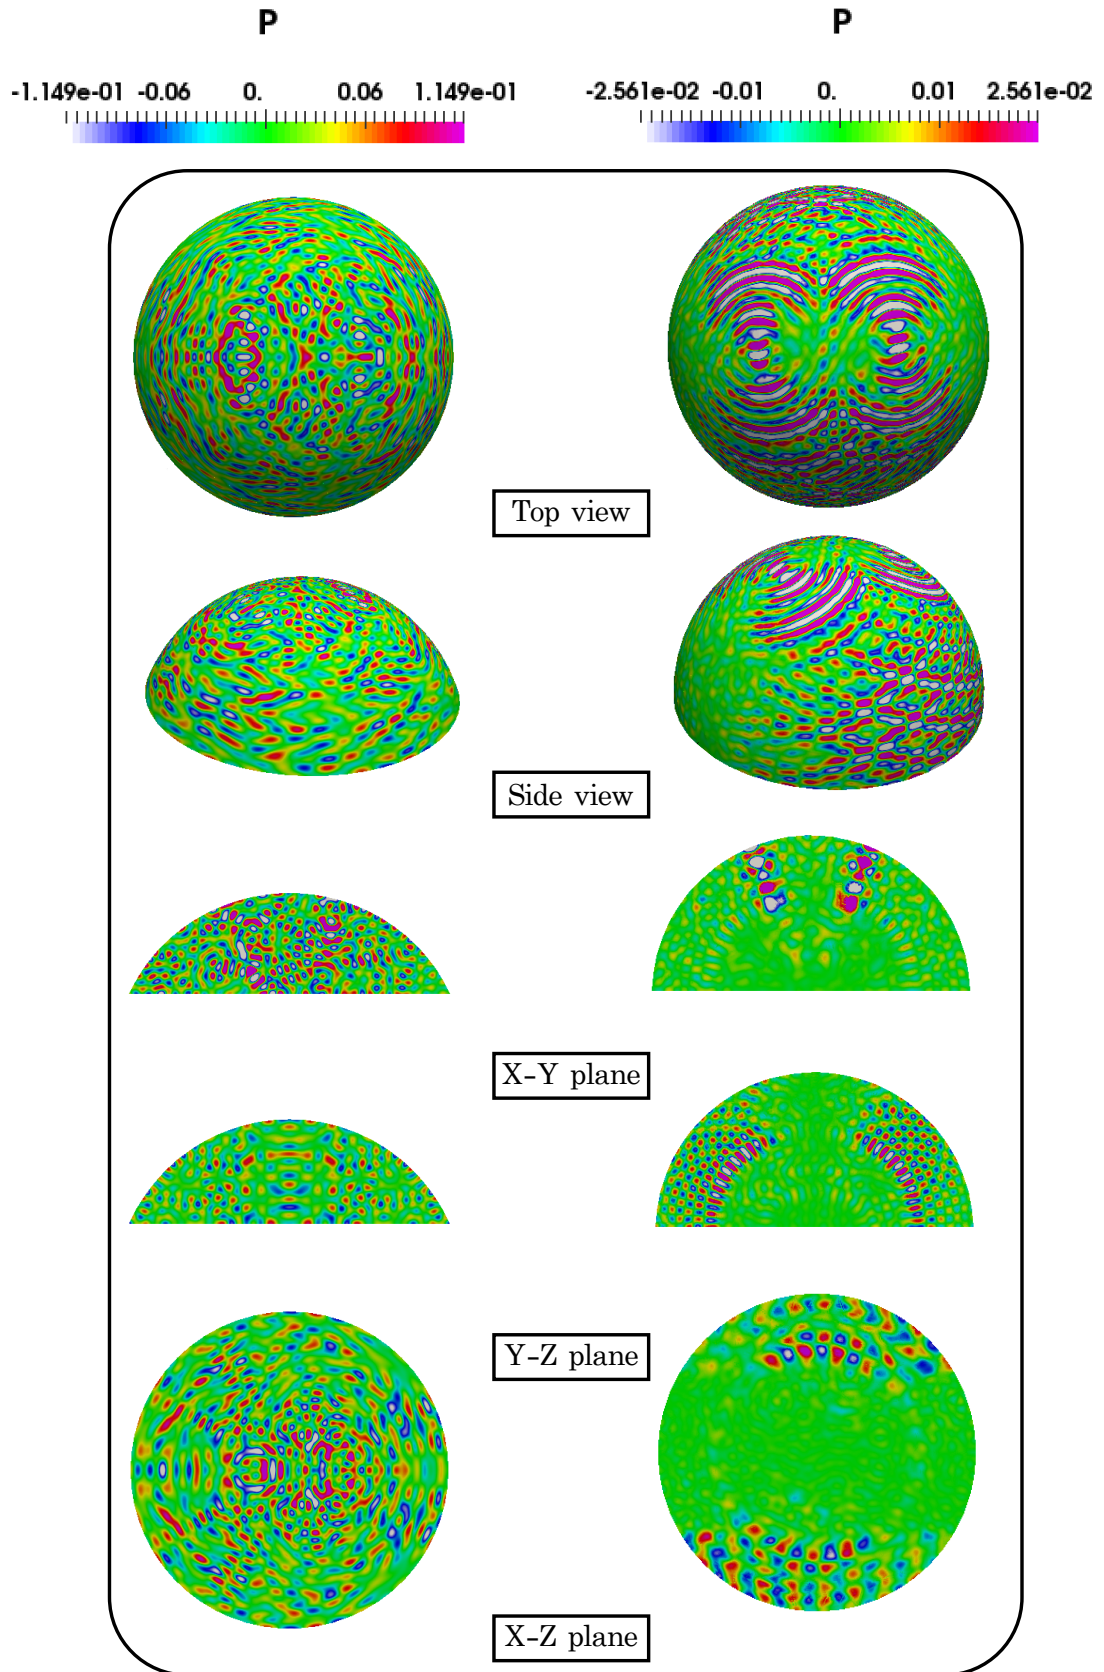 P P
-1.149e-01 -0.06 0. 0.06 1.149e-01 -2.561e-02 -0.01 0. 0.01 2.561e-02
Top view
Side view
X-Y plane
Y-Z plane
X-Z plane